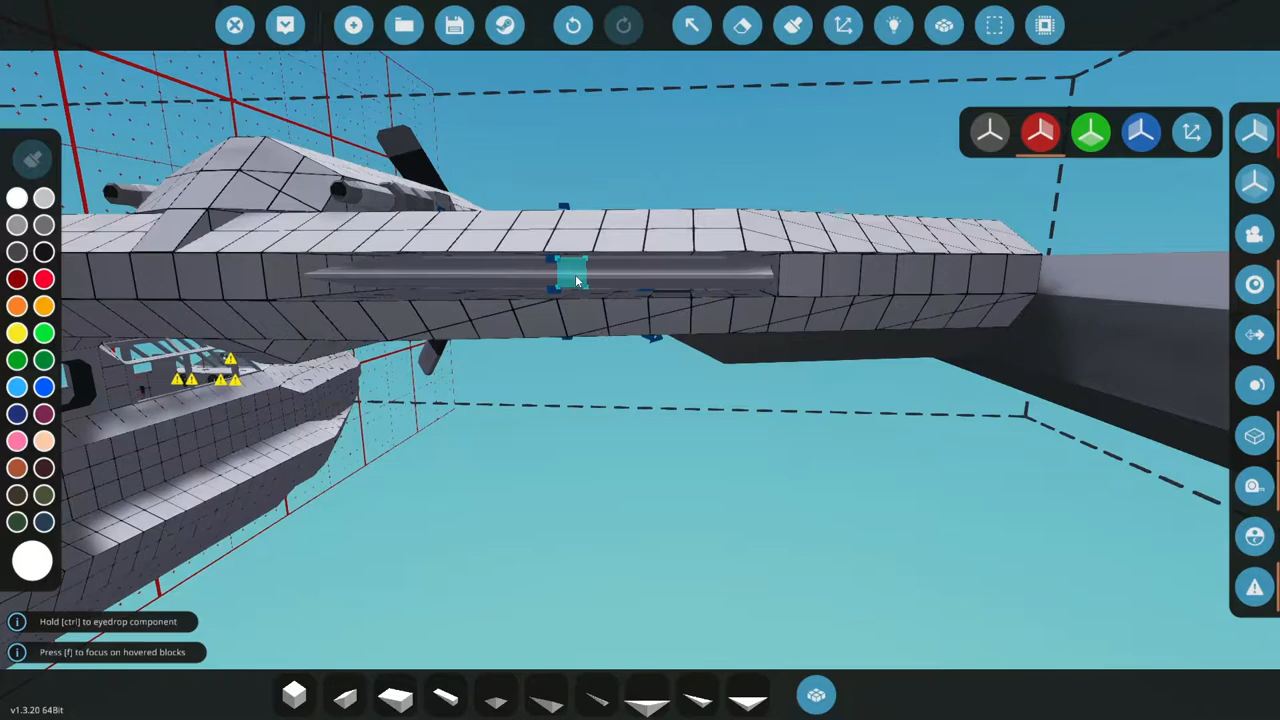 Hold [ctrl] to eyedrop component
Press [f] to focus on hovered blocks
v1.3.20 64Bit